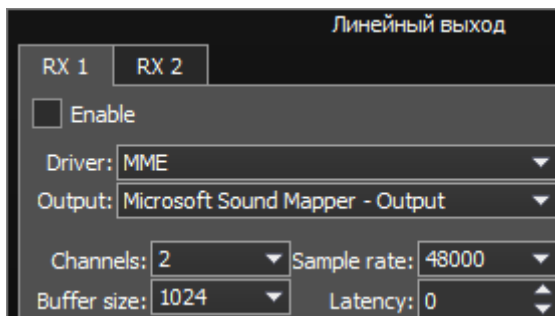 Линейный выход
RX 1 RX 2
Enable
Driver: MME
Output: Microsoft Sound Mapper - Output
Channels: 2 Sample rate: 48000
Buffer size: 1024 Latency: 0